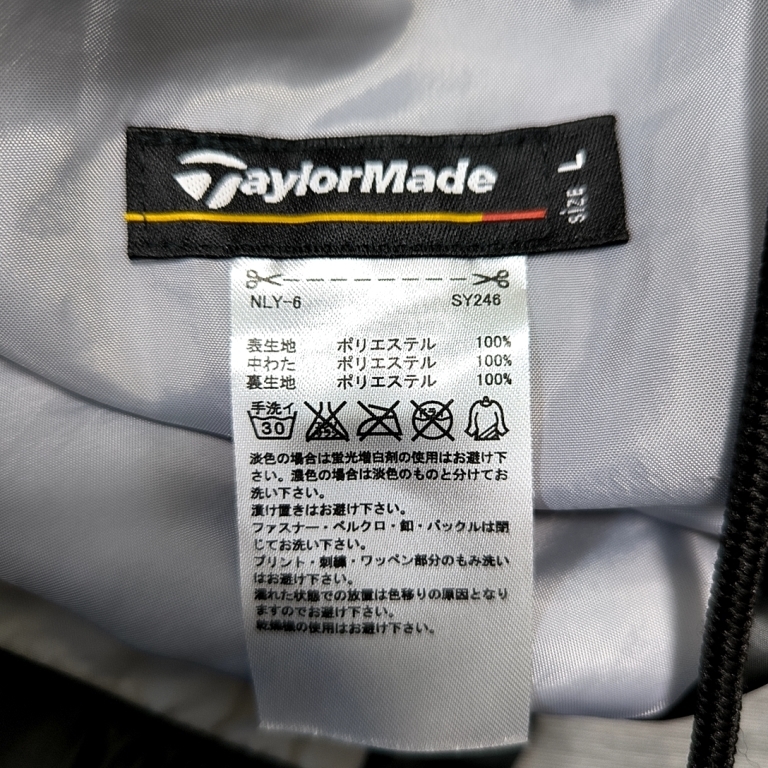 TaylorMade
SIZE L
NLY-6 SY246
表生地 ポリエステル 100%
中わた ポリエステル 100%
裏生地 ポリエステル 100%
手洗イ
30
エンソサラシ
ドライ
淡色の場合は蛍光増白剤の使用はお避け下
さい。濃色の場合は淡色のものと分けてお
洗い下さい。
漬け置きはお避け下さい。
ファスナー・ベルクロ・釦・バックルは閉
じてお洗い下さい。
プリント・刺繍・ワッペン部分のもみ洗い
はお避け下さい。
濡れた状態での放置は色移りの原因となり
ますのでお避け下さい。
乾燥機の使用はお避け下さい。